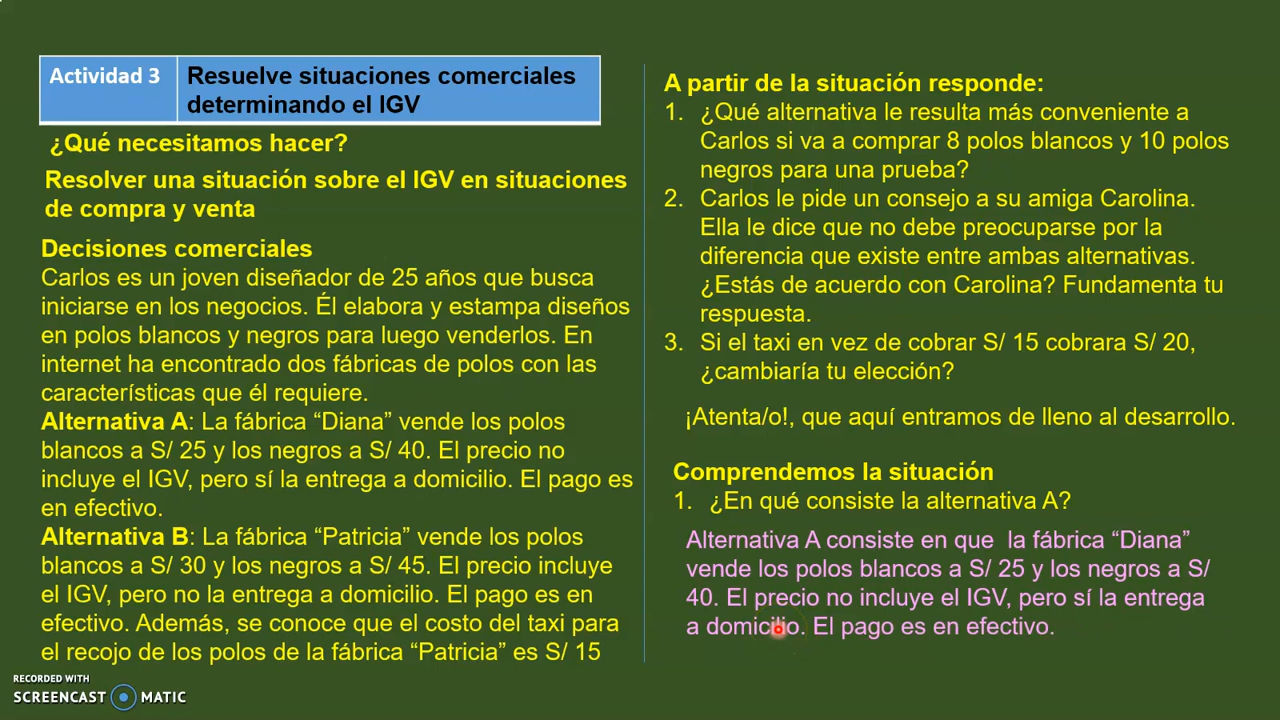 Actividad 3
Resuelve situaciones comerciales
determinando el IGV
¿Qué necesitamos hacer?
Resolver una situación sobre el IGV en situaciones
de compra y venta
Decisiones comerciales
Carlos es un joven diseñador de 25 años que busca
iniciarse en los negocios. Él elabora y estampa diseños
en polos blancos y negros para luego venderlos. En
internet ha encontrado dos fábricas de polos con las
características que él requiere.
Alternativa A: La fábrica “Diana” vende los polos
blancos a S/ 25 y los negros a S/ 40. El precio no
incluye el IGV, pero sí la entrega a domicilio. El pago es
en efectivo.
Alternativa B: La fábrica “Patricia” vende los polos
blancos a S/ 30 y los negros a S/ 45. El precio incluye
el IGV, pero no la entrega a domicilio. El pago es en
efectivo. Además, se conoce que el costo del taxi para
el recojo de los polos de la fábrica “Patricia” es S/ 15
A partir de la situación responde:
1. ¿Qué alternativa le resulta más conveniente a
Carlos si va a comprar 8 polos blancos y 10 polos
negros para una prueba?
2. Carlos le pide un consejo a su amiga Carolina.
Ella le dice que no debe preocuparse por la
diferencia que existe entre ambas alternativas.
¿Estás de acuerdo con Carolina? Fundamenta tu
respuesta.
3. Si el taxi en vez de cobrar S/ 15 cobrara S/ 20,
¿cambiaría tu elección?
¡Atenta/o!, que aquí entramos de lleno al desarrollo.
Comprendemos la situación
1. ¿En qué consiste la alternativa A?
Alternativa A consiste en que la fábrica “Diana”
vende los polos blancos a S/ 25 y los negros a S/
40. El precio no incluye el IGV, pero sí la entrega
a domicilio. El pago es en efectivo.
RECORDED WITH
SCREENCAST MATIC